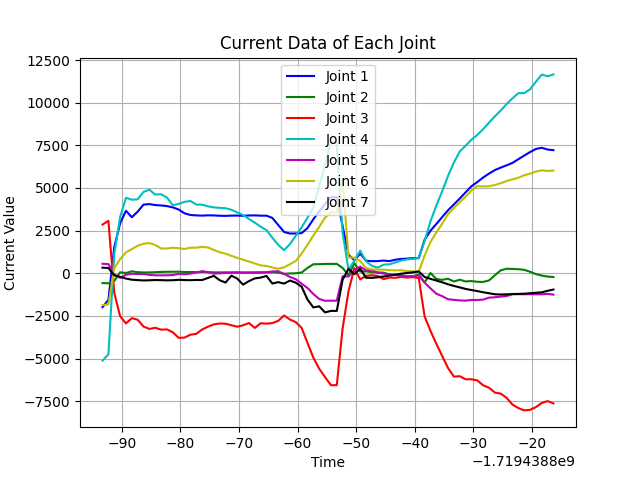 Current Data of Each Joint
12500
10000
7500
5000
2500
0
−2500
−5000
−7500
Current Value
Joint 1
Joint 2
Joint 3
Joint 4
Joint 5
Joint 6
Joint 7
−90 −80 −70 −60 −50 −40 −30 −20
Time
−1.7194388e9